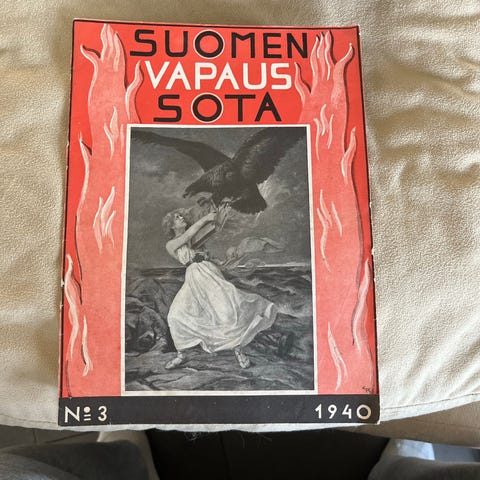 SUOMEN
VAPAUS
SOTA
№ 3
1940